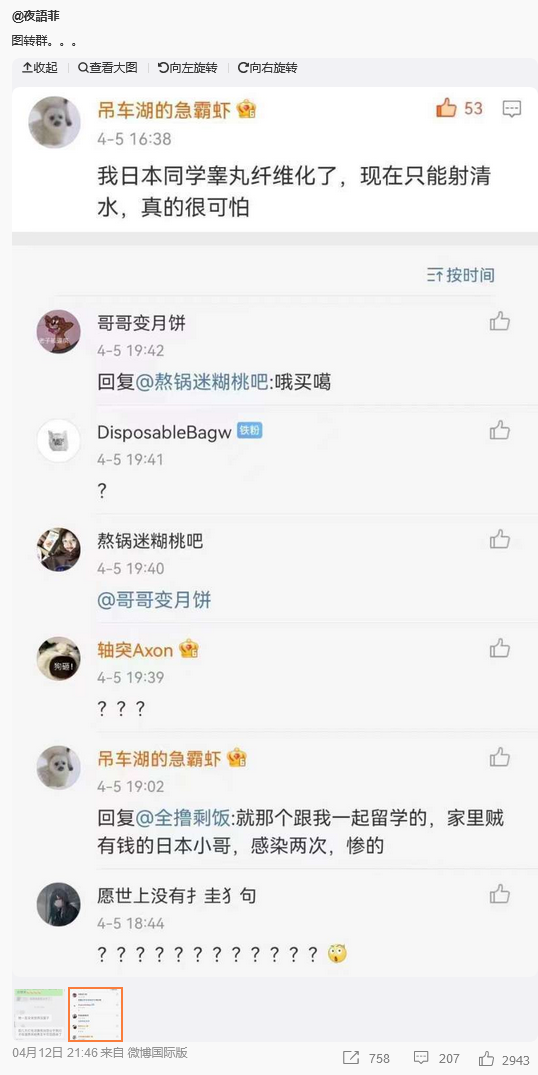 @夜語菲
图转群。。。
收起 查看大图 向左旋转 向右旋转
吊车湖的急霸虾 53
4-5 16:38
我日本同学睾丸纤维化了，现在只能射清
水，真的很可怕
按时间
哥哥变月饼
4-5 19:42
回复@熬锅迷糊桃吧:哦买噶
DisposableBagw 铁粉
4-5 19:41
？
熬锅迷糊桃吧
4-5 19:40
@哥哥变月饼
轴突Axon
狗砸！
4-5 19:39
？？？
吊车湖的急霸虾
4-5 19:02
回复@全撸剩饭:就那个跟我一起留学的，家里贼
有钱的日本小哥，感染两次，惨的
愿世上没有扌圭犭句
4-5 18:44
？？？？？？？？？？？？
04月12日 21:46 来自 微博国际版
758 207 2943